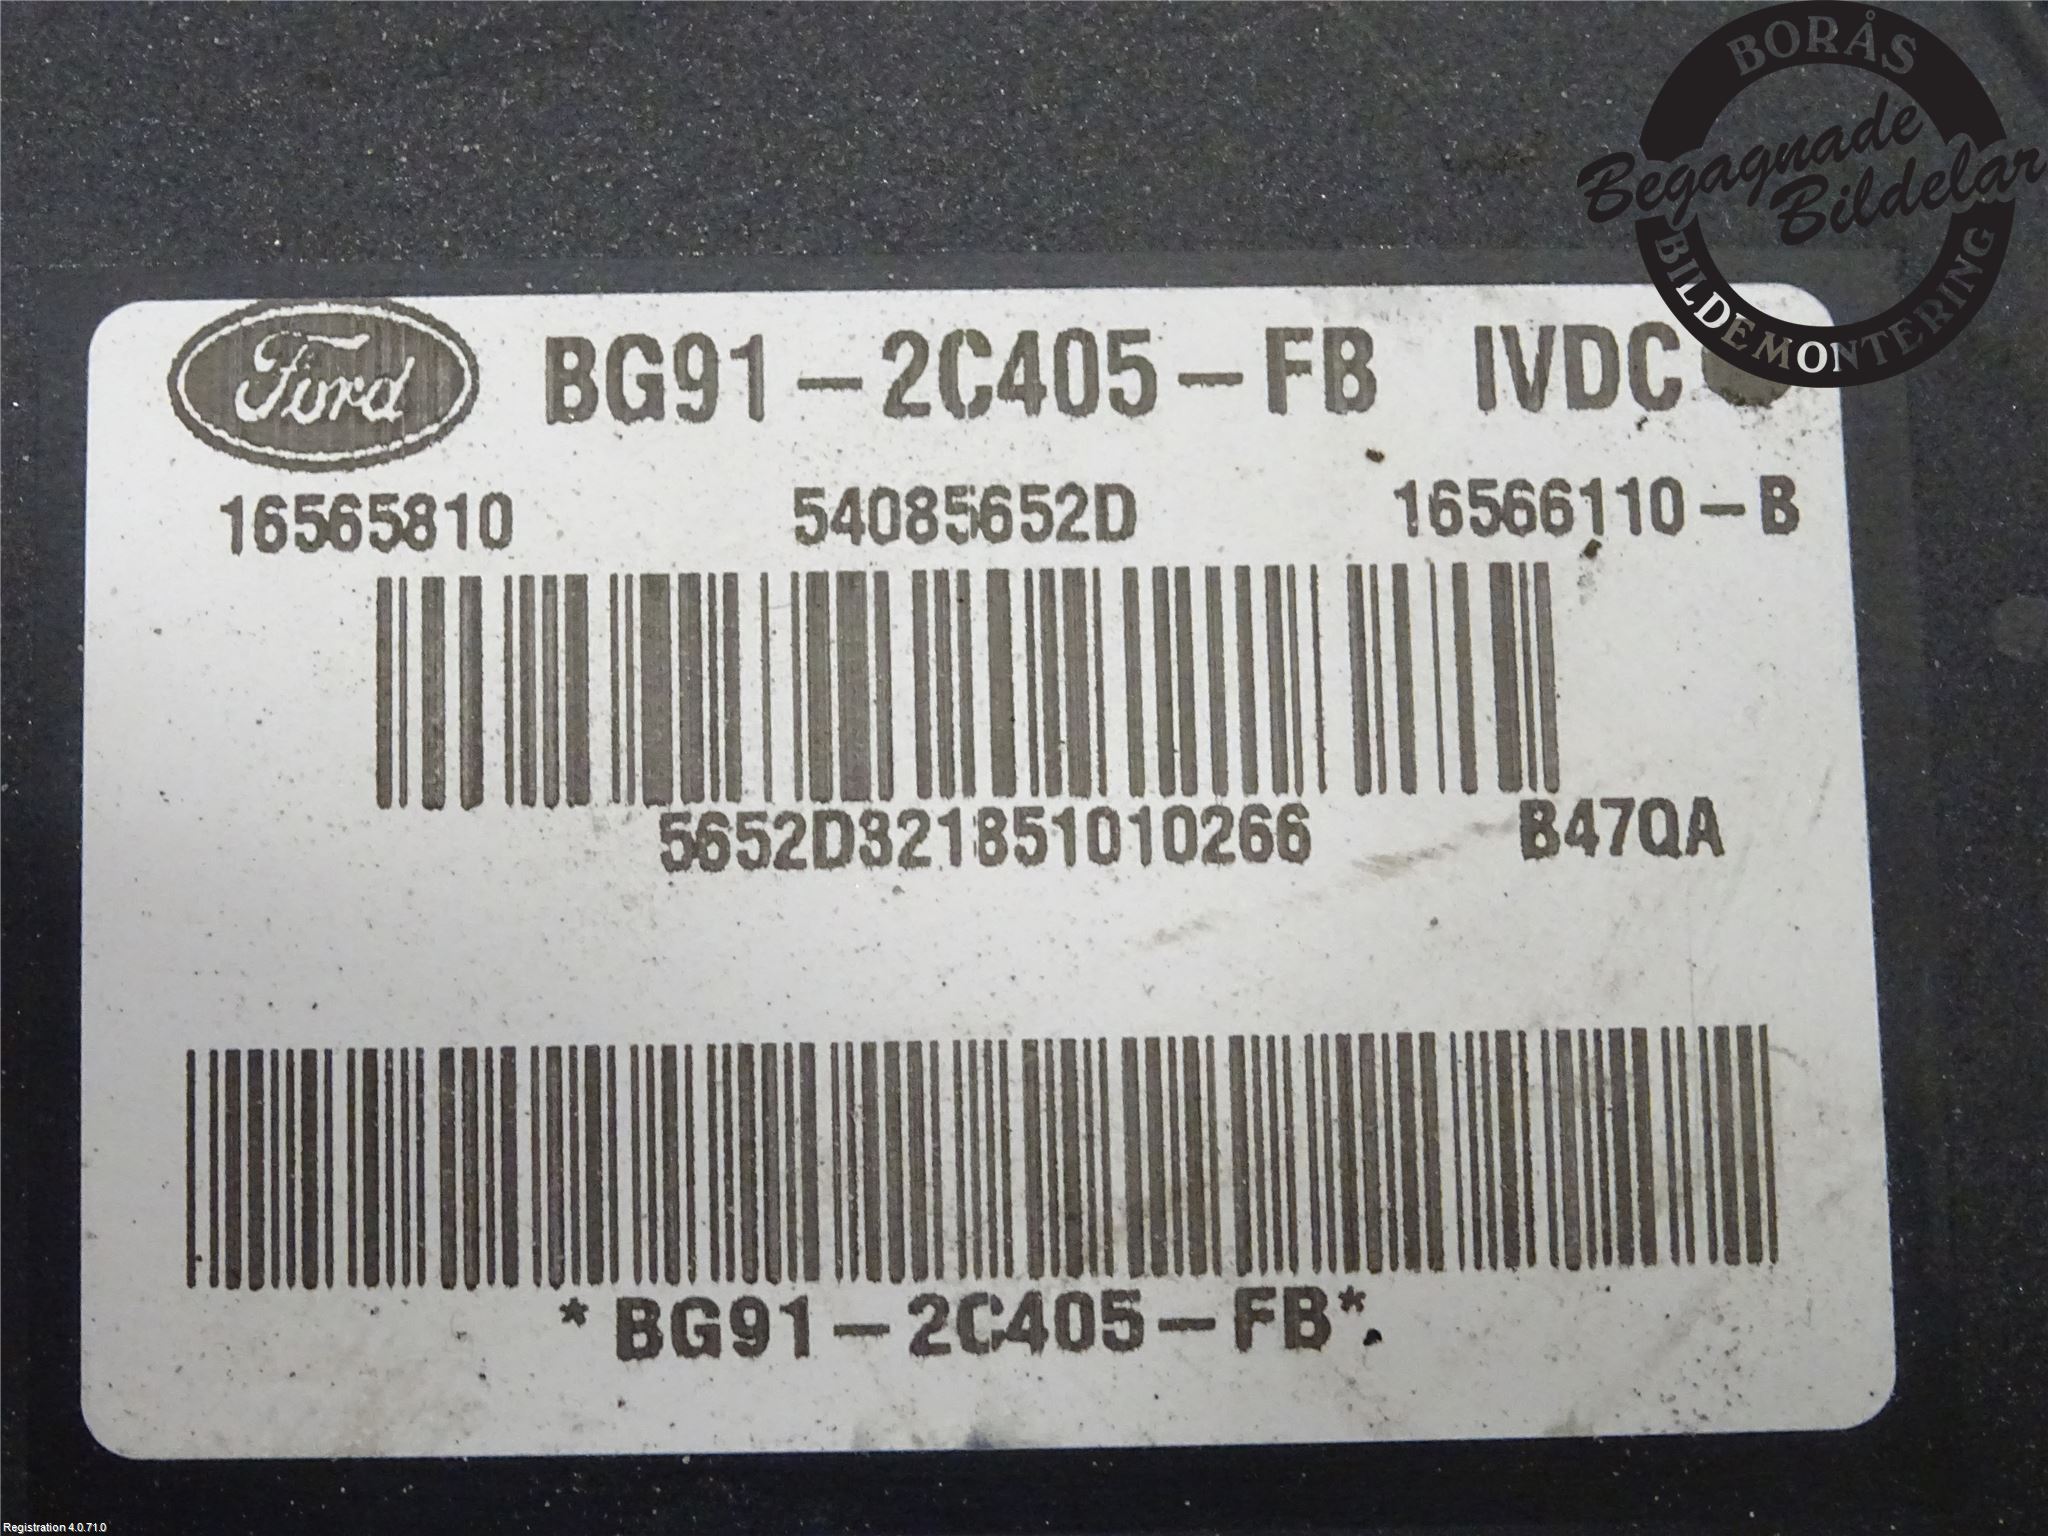 BORÅS
Begagnade
Bildelar
BILDEMONTERING
Ford
BG91-2C405-FB IVDC
16565810 54085652D 16566110-B
5652D321851010266 B47QA
*BG91-2C405-FB*
Registration 4.0.71.0